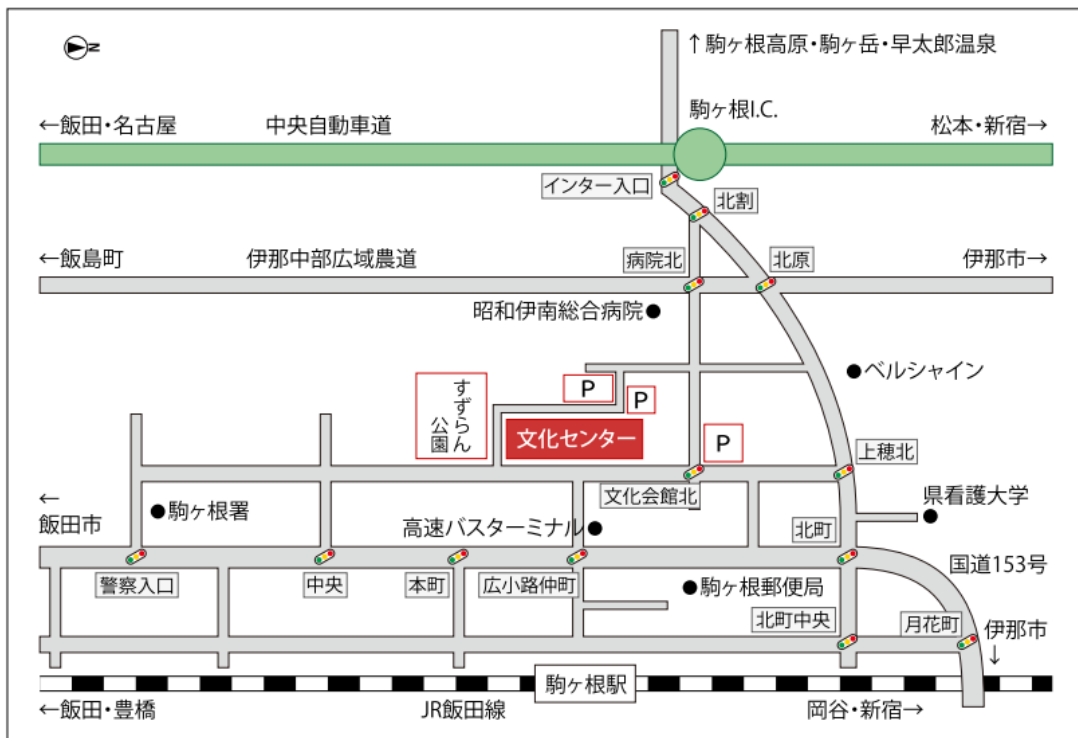 N
↑駒ヶ根高原・駒ヶ岳・早太郎温泉
駒ヶ根I.C.
←飯田・名古屋
中央自動車道
松本・新宿→
インター入口
北割
←飯島町
伊那中部広域農道
病院北
北原
伊那市→
昭和伊南総合病院
ベルシャイン
すずらん
公園
P
P
文化センター
P
上穂北
文化会館北
県看護大学
←
飯田市
駒ヶ根署
高速バスターミナル
北町
国道153号
警察入口
中央
本町
広小路仲町
駒ヶ根郵便局
北町中央
月花町
伊那市
↓
駒ヶ根駅
←飯田・豊橋
JR飯田線
岡谷・新宿→